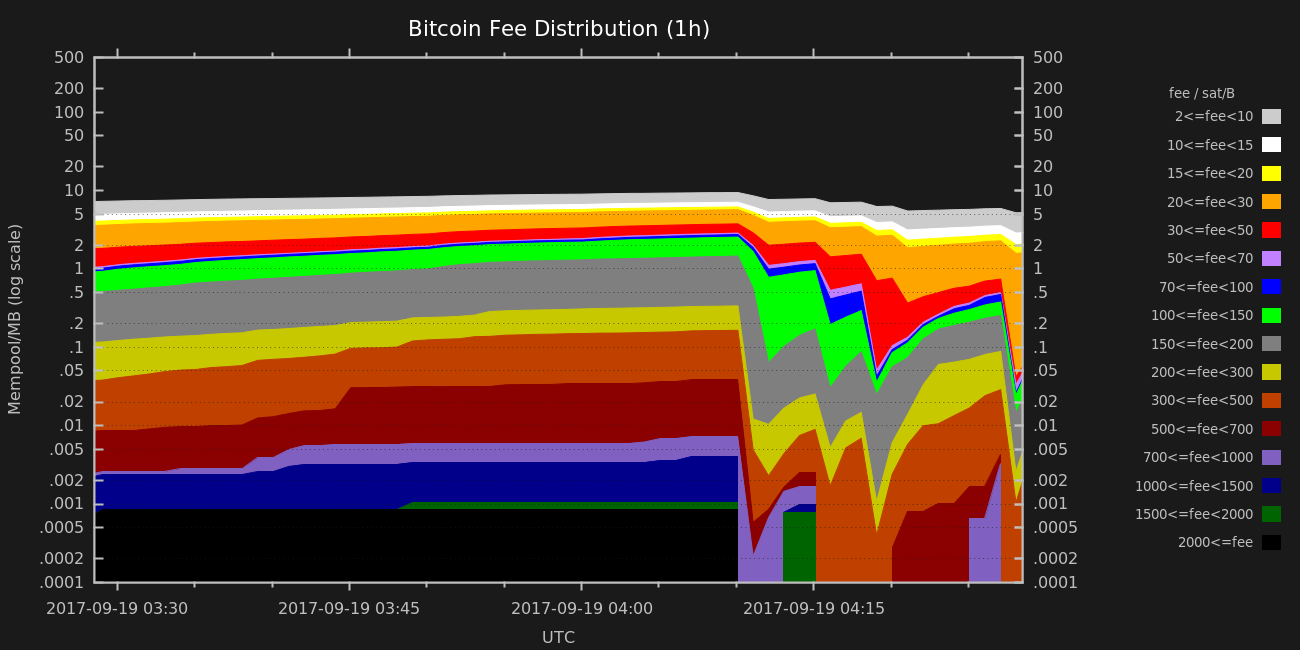 Bitcoin Fee Distribution (1h)
Mempool/MB (log scale)
500
200
100
50
20
10
5
2
1
.5
.2
.1
.05
.02
.01
.005
.002
.001
.0005
.0002
.0001
500
200
100
50
20
10
5
2
1
.5
.2
.1
.05
.02
.01
.005
.002
.001
.0005
.0002
.0001
2017-09-19 03:30
2017-09-19 03:45
2017-09-19 04:00
2017-09-19 04:15
UTC
fee / sat/B
2<=fee<10
10<=fee<15
15<=fee<20
20<=fee<30
30<=fee<50
50<=fee<70
70<=fee<100
100<=fee<150
150<=fee<200
200<=fee<300
300<=fee<500
500<=fee<700
700<=fee<1000
1000<=fee<1500
1500<=fee<2000
2000<=fee